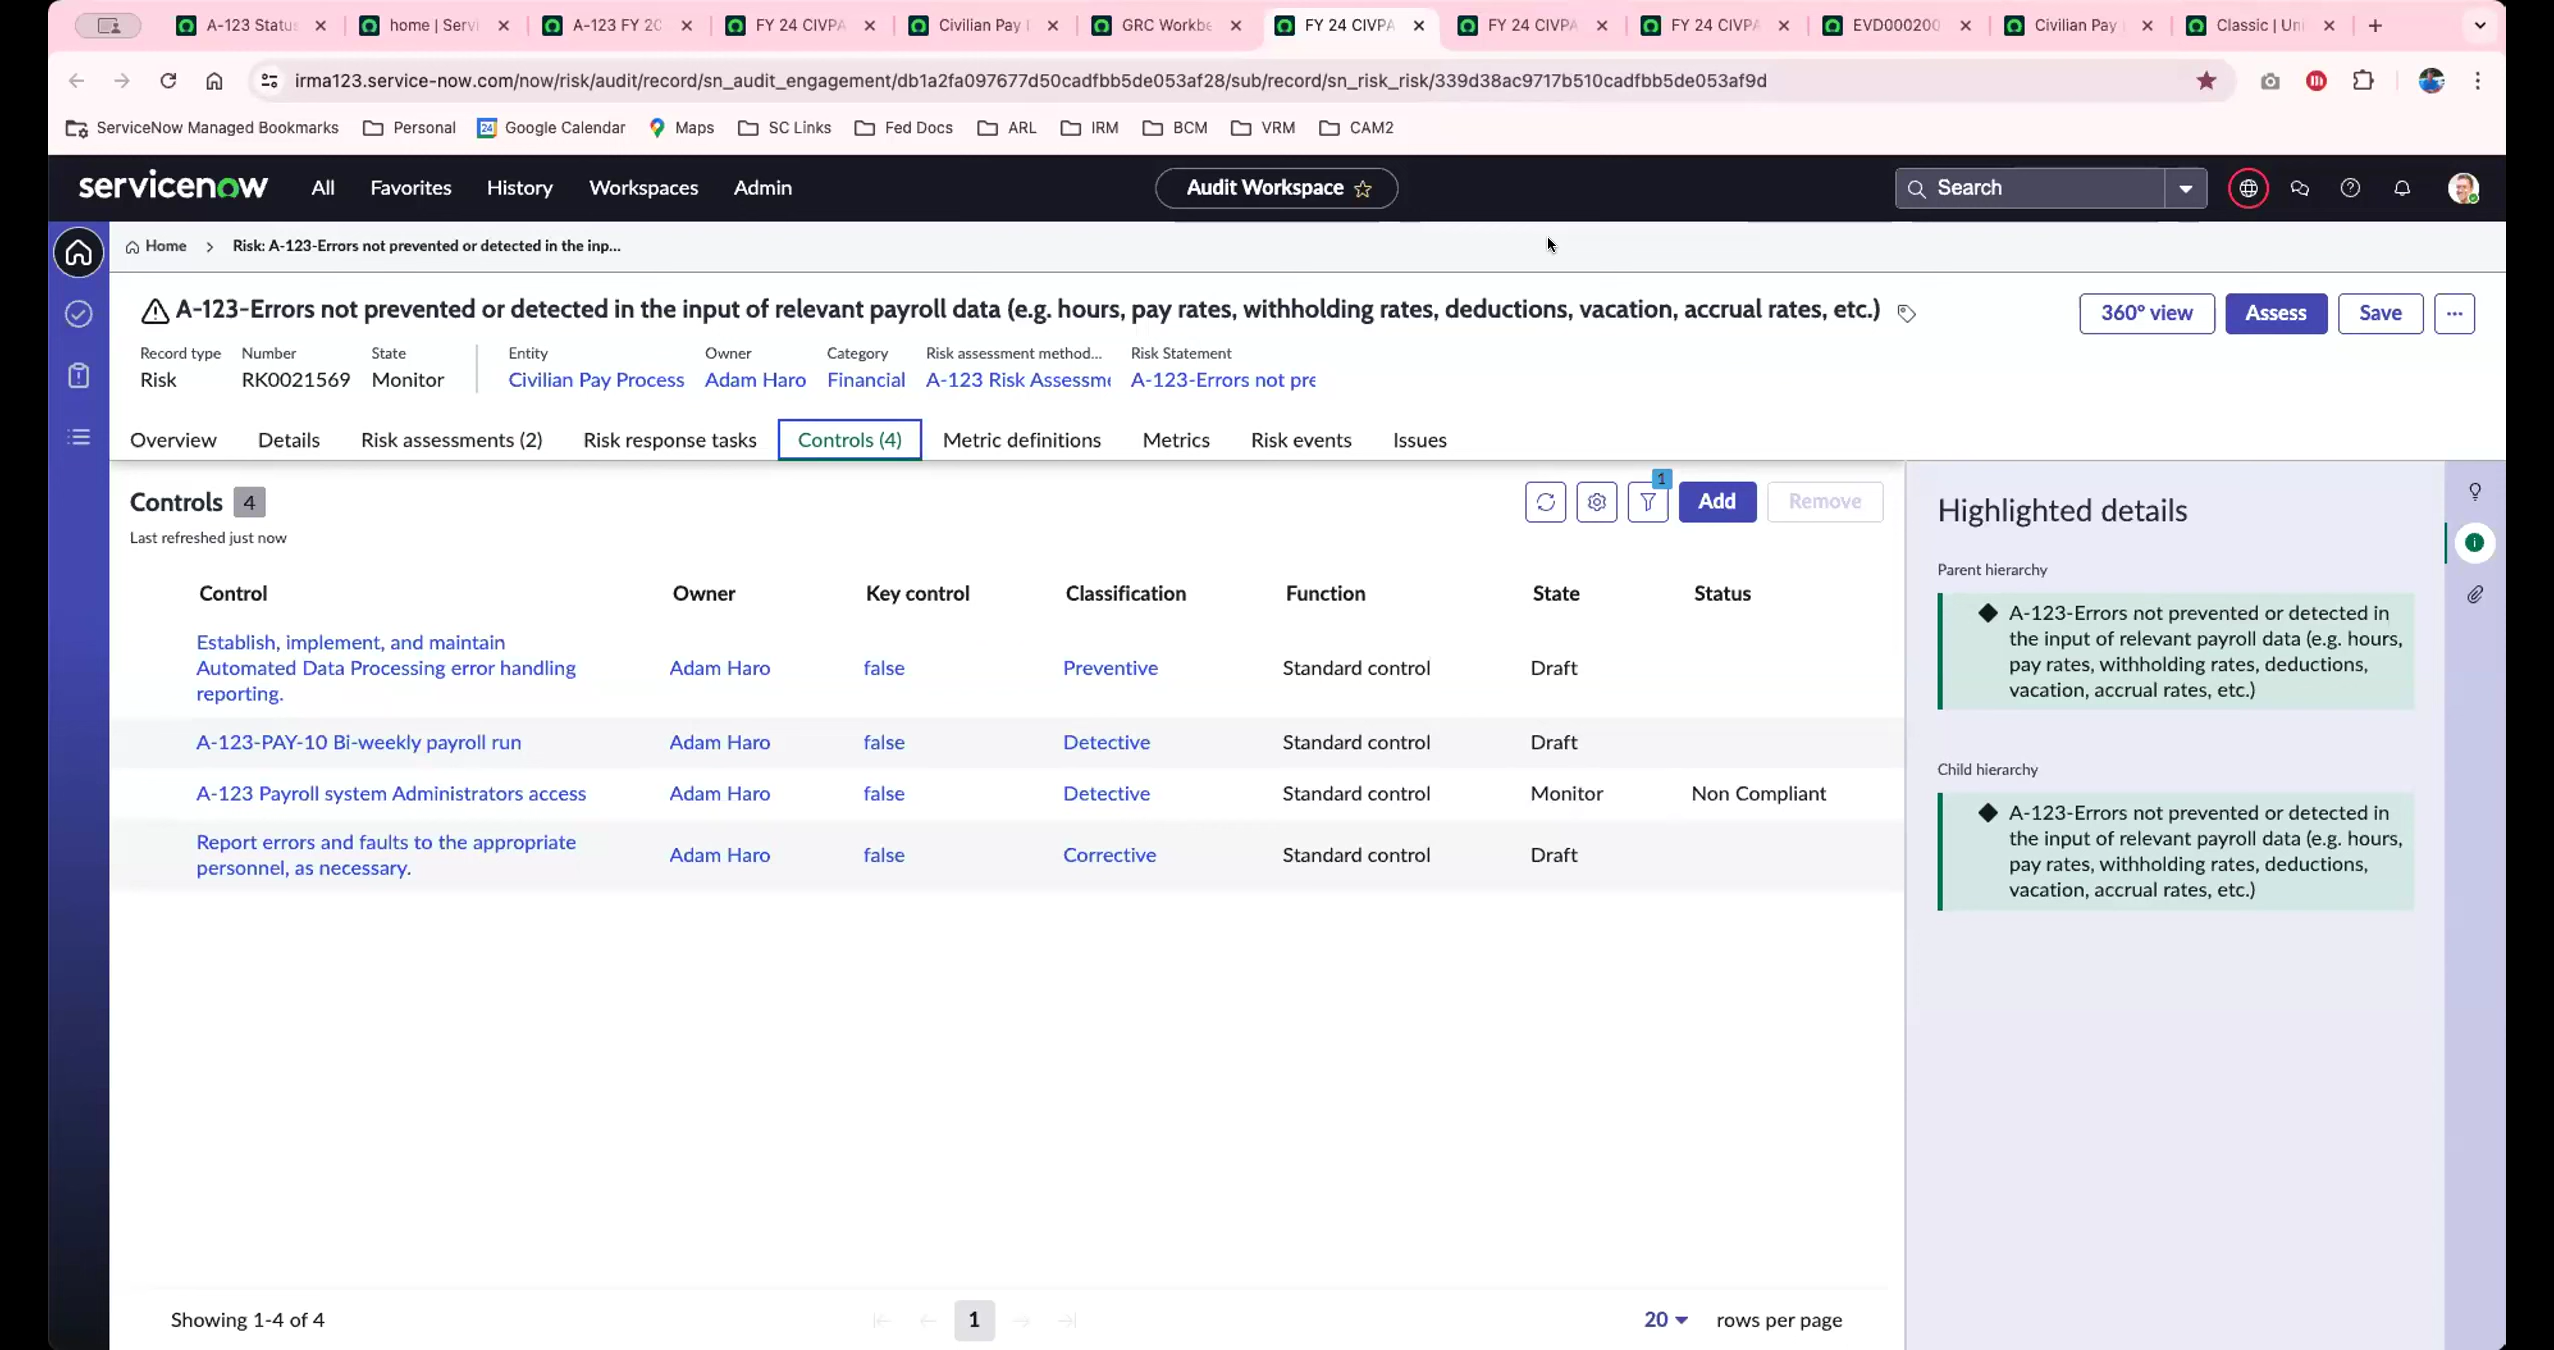 A-123 Statu
home | Servi
A-123 FY 20
FY 24 CIVPA
Civilian Pay
GRC Workbe
FY 24 CIVPA
FY 24 CIVPA
FY 24 CIVPA
EVD000200
Civilian Pay
Classic | Uni
irma123.service-now.com/now/risk/audit/record/sn_audit_engagement/db1a2fa097677d50cadfbb5de053af28/sub/record/sn_risk_risk/339d38ac9717b510cadfbb5de053af9d
ServiceNow Managed Bookmarks
Personal
24 Google Calendar
Maps
SC Links
Fed Docs
ARL
IRM
BCM
VRM
CAM2
servicenow
All
Favorites
History
Workspaces
Admin
Audit Workspace
Search
Home > Risk: A-123-Errors not prevented or detected in the inp...
A-123-Errors not prevented or detected in the input of relevant payroll data (e.g. hours, pay rates, withholding rates, deductions, vacation, accrual rates, etc.)
360° view
Assess
Save
Record type Number State Entity Owner Category Risk assessment method... Risk Statement
Risk RK0021569 Monitor Civilian Pay Process Adam Haro Financial A-123 Risk Assessm A-123-Errors not pre
Overview Details Risk assessments (2) Risk response tasks Controls (4) Metric definitions Metrics Risk events Issues
Controls 4
Last refreshed just now
1
Add
Remove
Control Owner Key control Classification Function State Status
Establish, implement, and maintain
Automated Data Processing error handling
reporting.
Adam Haro false Preventive Standard control Draft
A-123-PAY-10 Bi-weekly payroll run Adam Haro false Detective Standard control Draft
A-123 Payroll system Administrators access Adam Haro false Detective Standard control Monitor Non Compliant
Report errors and faults to the appropriate
personnel, as necessary.
Adam Haro false Corrective Standard control Draft
Highlighted details
Parent hierarchy
A-123-Errors not prevented or detected in
the input of relevant payroll data (e.g. hours,
pay rates, withholding rates, deductions,
vacation, accrual rates, etc.)
Child hierarchy
A-123-Errors not prevented or detected in
the input of relevant payroll data (e.g. hours,
pay rates, withholding rates, deductions,
vacation, accrual rates, etc.)
Showing 1-4 of 4
1
20 rows per page